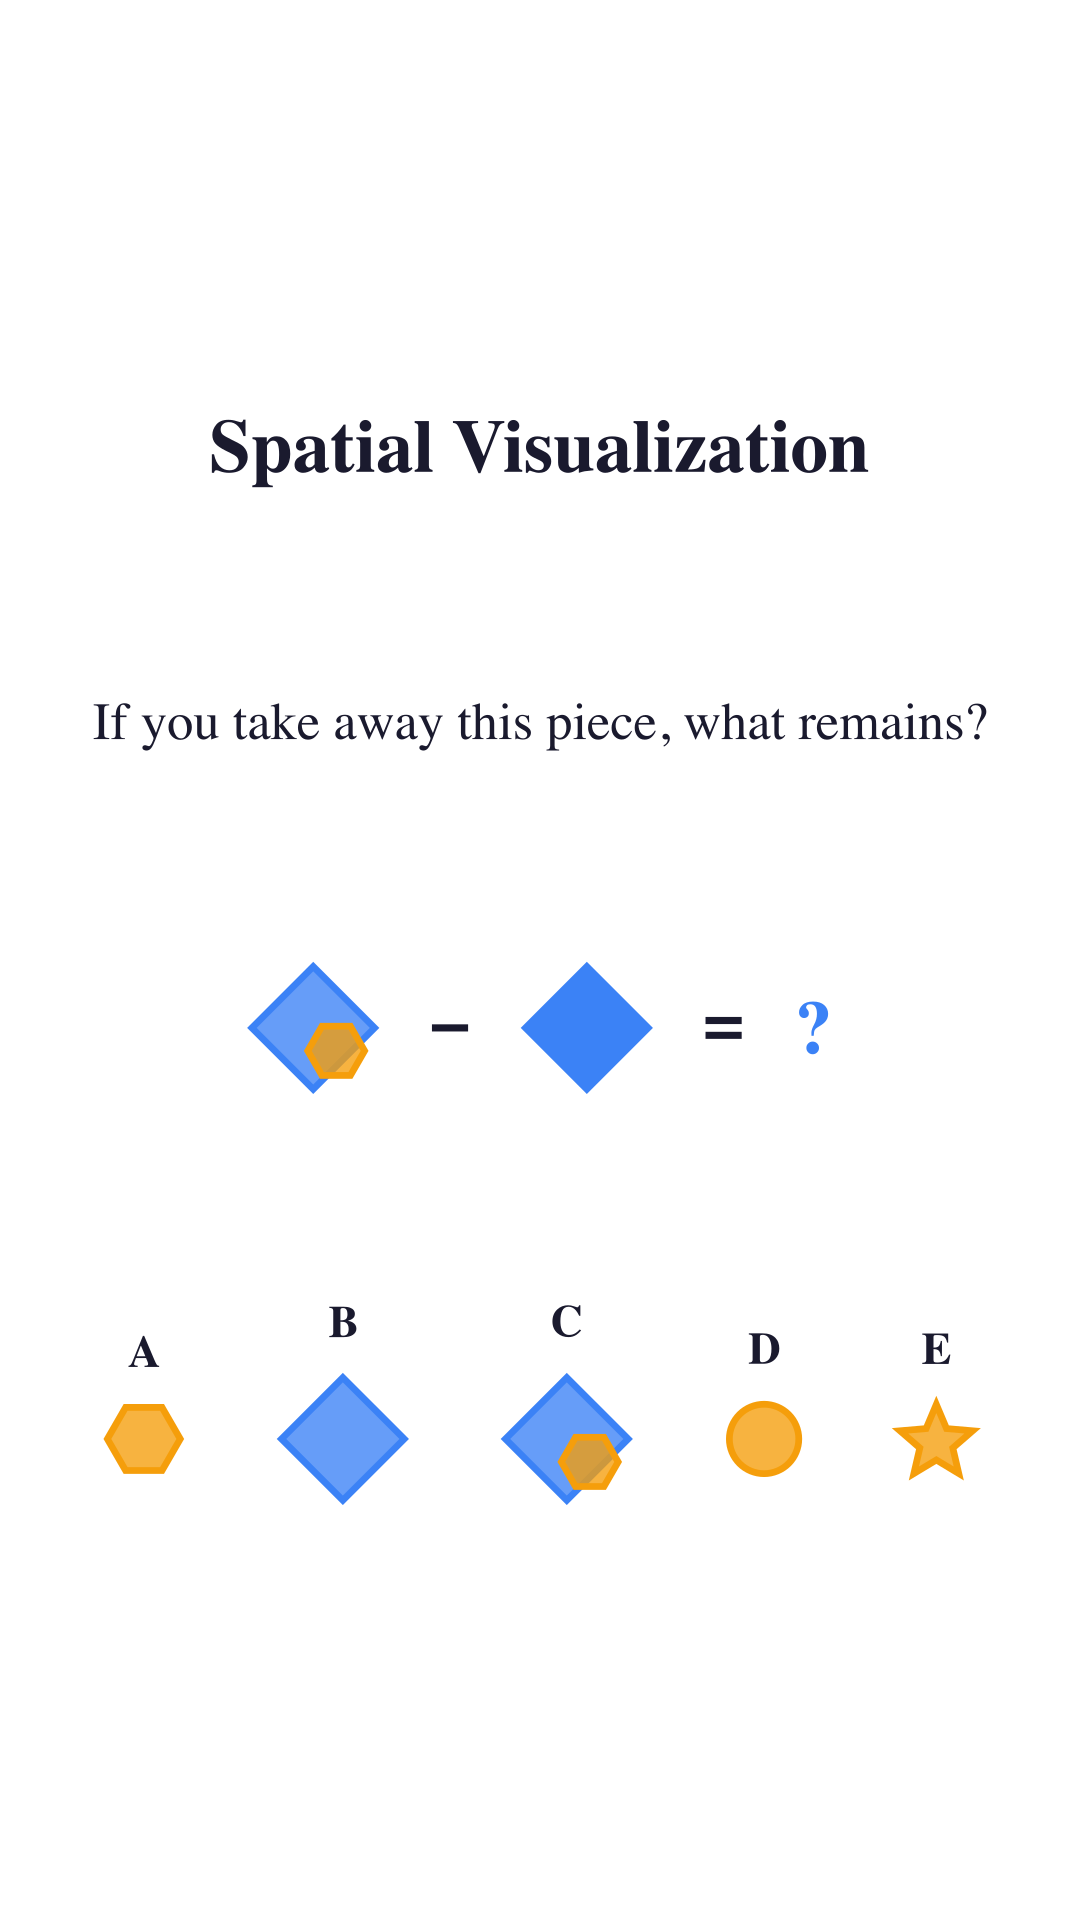 Spatial Visualization
If you take away this piece, what remains?
– = ?
A B C D E